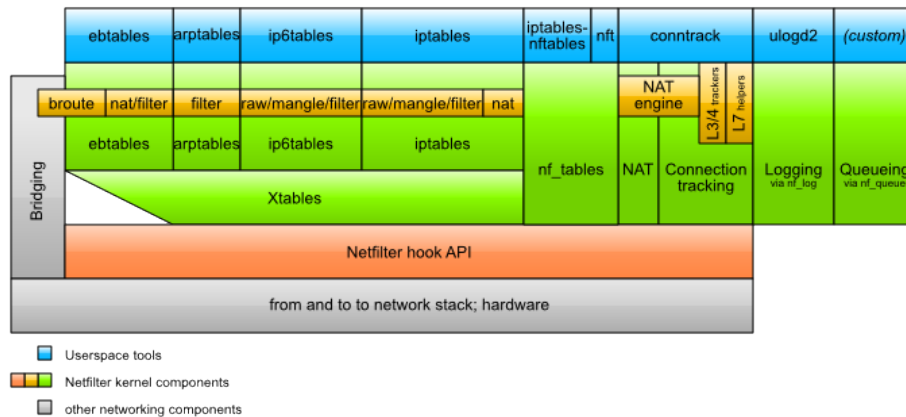 ebtables arptables ip6tables iptables iptables-
nftables nft conntrack ulogd2 (custom)
broute nat/filter filter raw/mangle/filter raw/mangle/filter nat
NAT
engine
L3/4 trackers
L7 helpers
ebtables arptables ip6tables iptables
nf_tables
NAT
Connection
tracking
Logging
via nf_log
Queueing
via nf_queue
Bridging
Xtables
Netfilter hook API
from and to to network stack; hardware
Userspace tools
Netfilter kernel components
other networking components